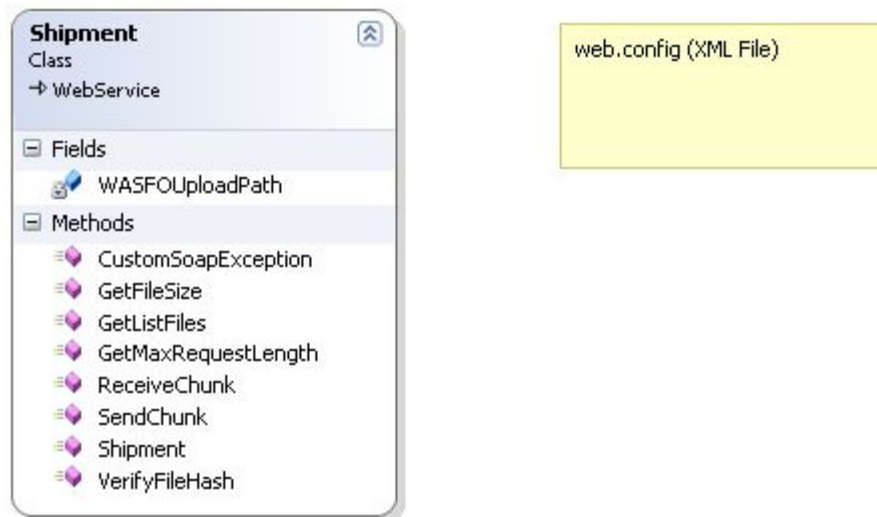 Shipment
Class
WebService
Fields
WASFOUploadPath
Methods
CustomSoapException
GetFileSize
GetListFiles
GetMaxRequestLength
ReceiveChunk
SendChunk
Shipment
VerifyFileHash
web.config (XML File)